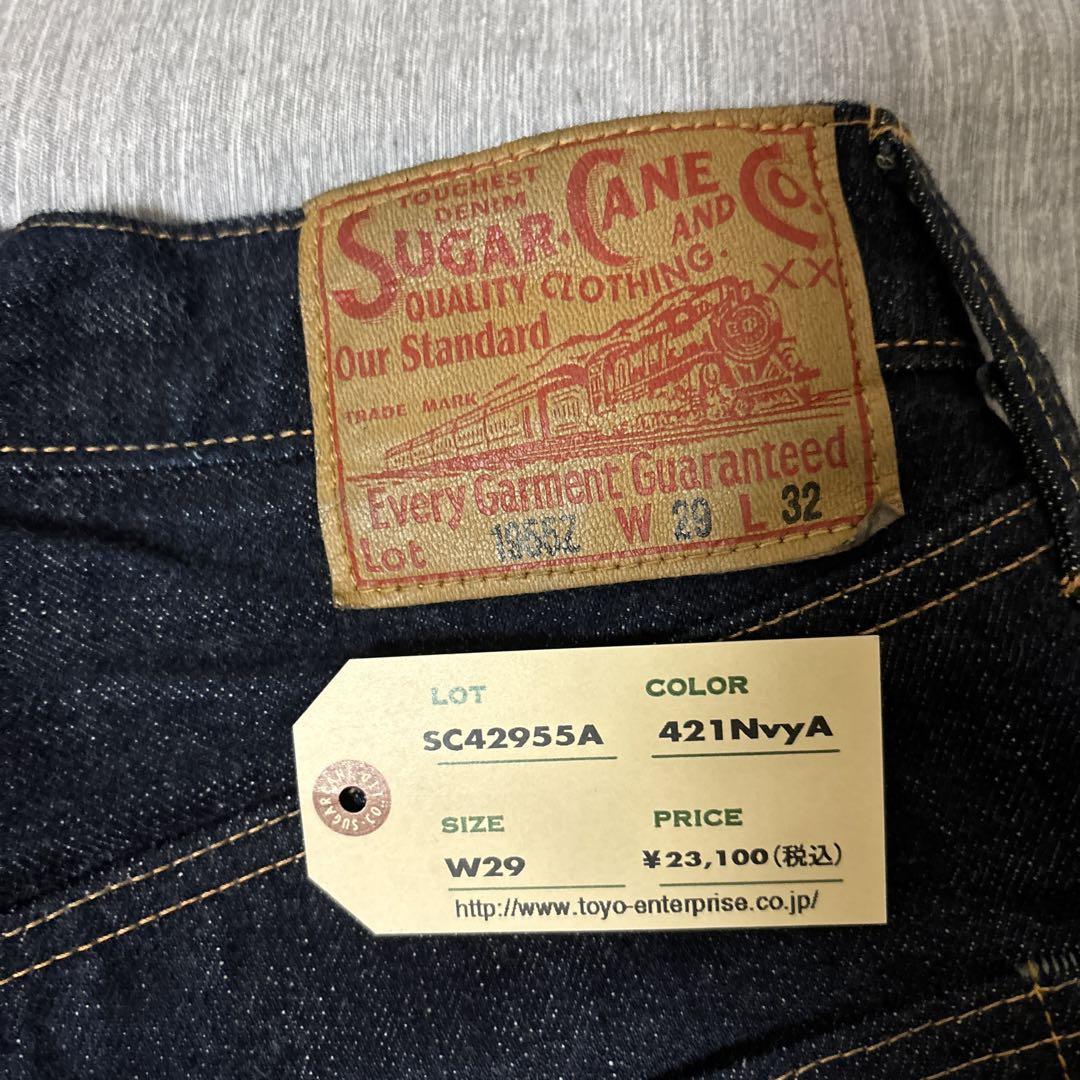 TOUGHEST
DENIM
SUGAR CANE CO.
AND
QUALITY CLOTHING.
XX
Our Standard
TRADE MARK
Every Garment Guaranteed
Lot 1955Z W 29 L 32
LOT COLOR
SC42955A 421NvyA
SIZE PRICE
W29 ¥23,100(税込)
http://www.toyo-enterprise.co.jp/